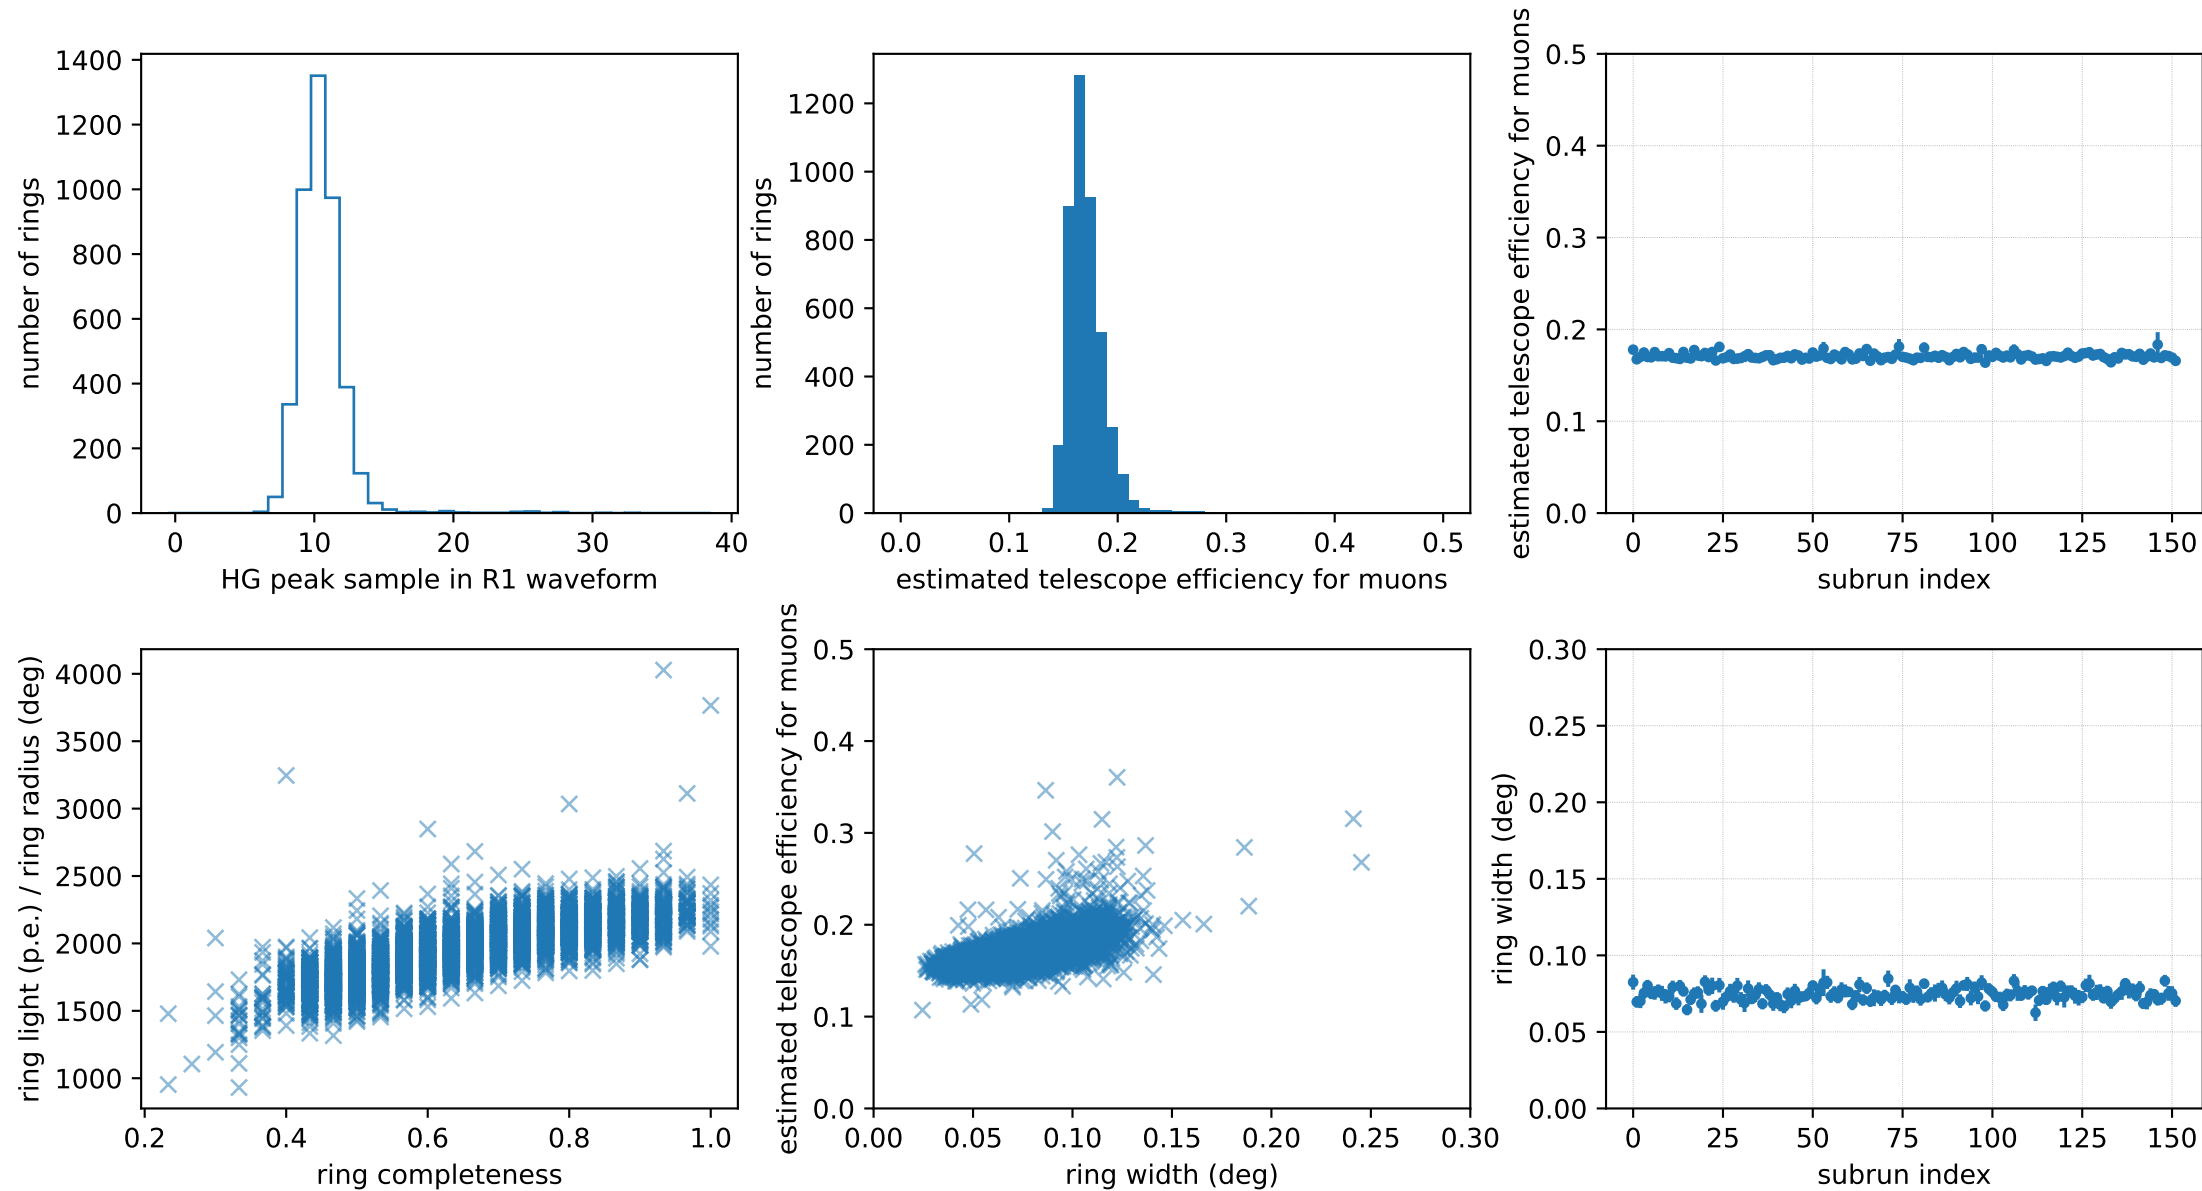 number of rings
1400
1200
1000
800
600
400
200
0
0 10 20 30 40
HG peak sample in R1 waveform
number of rings
1200
1000
800
600
400
200
0
0.0 0.1 0.2 0.3 0.4 0.5
estimated telescope efficiency for muons
estimated telescope efficiency for muons
0.5
0.4
0.3
0.2
0.1
0.0
0 25 50 75 100 125 150
subrun index
ring light (p.e.) / ring radius (deg)
4000
3500
3000
2500
2000
1500
1000
0.2 0.4 0.6 0.8 1.0
ring completeness
estimated telescope efficiency for muons
0.5
0.4
0.3
0.2
0.1
0.0
0.00 0.05 0.10 0.15 0.20 0.25 0.30
ring width (deg)
ring width (deg)
0.30
0.25
0.20
0.15
0.10
0.05
0.00
0 25 50 75 100 125 150
subrun index